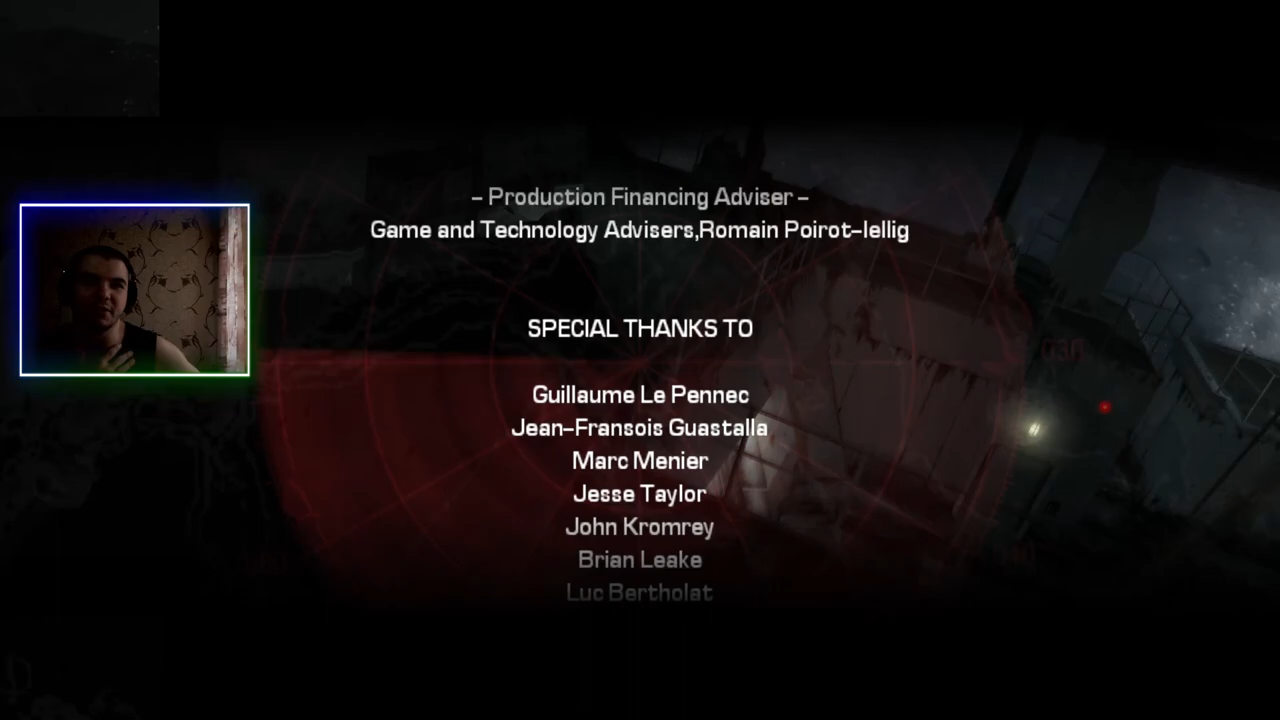 - Production Financing Adviser -
Game and Technology Advisers,Romain Poirot-lellig
SPECIAL THANKS TO
Guillaume Le Pennec
Jean-Fransois Guastalla
Marc Menier
Jesse Taylor
John Kromrey
Brian Leake
Luc Bertholat